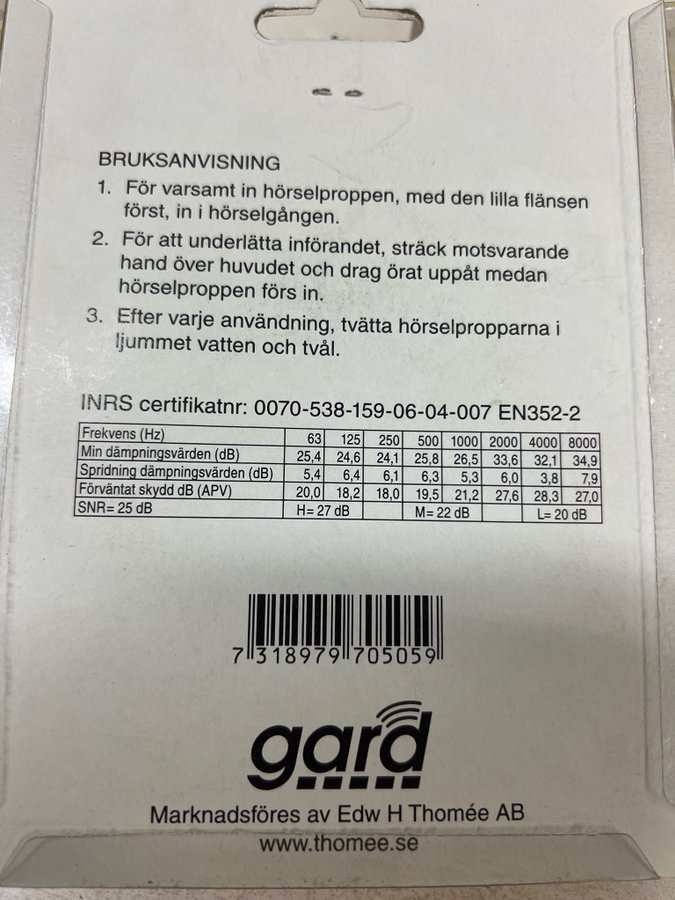 BRUKSANVISNING
1. För varsamt in hörselproppen, med den lilla flänsen
först, in i hörselgången.
2. För att underlätta införandet, sträck motsvarande
hand över huvudet och drag örat uppåt medan
hörselproppen förs in.
3. Efter varje användning, tvätta hörselpropparna i
ljummet vatten och tvål.
INRS certifikatnr: 0070-538-159-06-04-007 EN352-2
Frekvens (Hz) 63 125 250 500 1000 2000 4000 8000
Min dämpningsvärden (dB) 25,4 24,6 24,1 25,8 26,5 33,6 32,1 34,9
Spridning dämpningsvärden (dB) 5,4 6,4 6,1 6,3 5,3 6,0 3,8 7,9
Förväntat skydd dB (APV) 20,0 18,2 18,0 19,5 21,2 27,6 28,3 27,0
SNR= 25 dB H= 27 dB M= 22 dB L= 20 dB
7 318979 705059
gard
Marknadsföres av Edw H Thomée AB
www.thomee.se